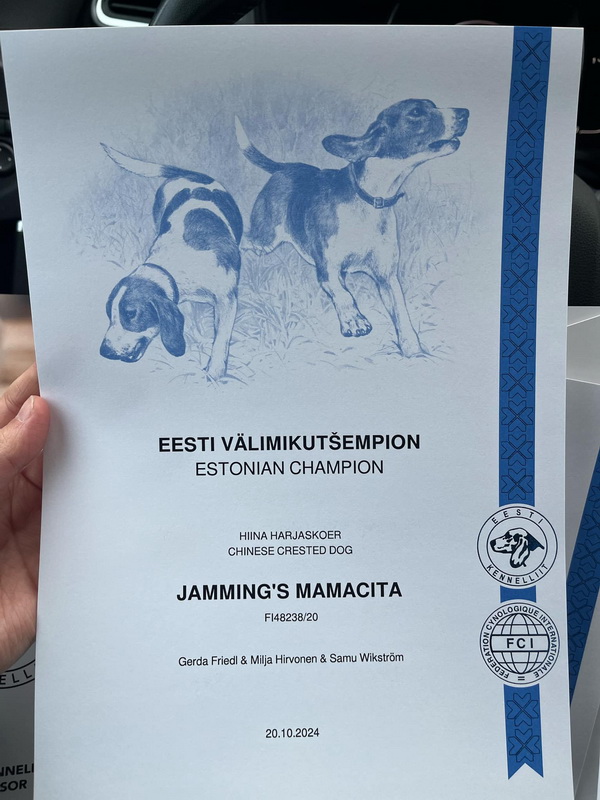 EESTI VÄLIMIKUTŠEMPION
ESTONIAN CHAMPION
HIINA HARJASKOER
CHINESE CRESTED DOG
JAMMING'S MAMACITA
FI48238/20
Gerda Friedl & Milja Hirvonen & Samu Wikström
20.10.2024
EESTI
KENNELLIIT
FEDERATION CYNOLOGIQUE INTERNATIONALE
FCI